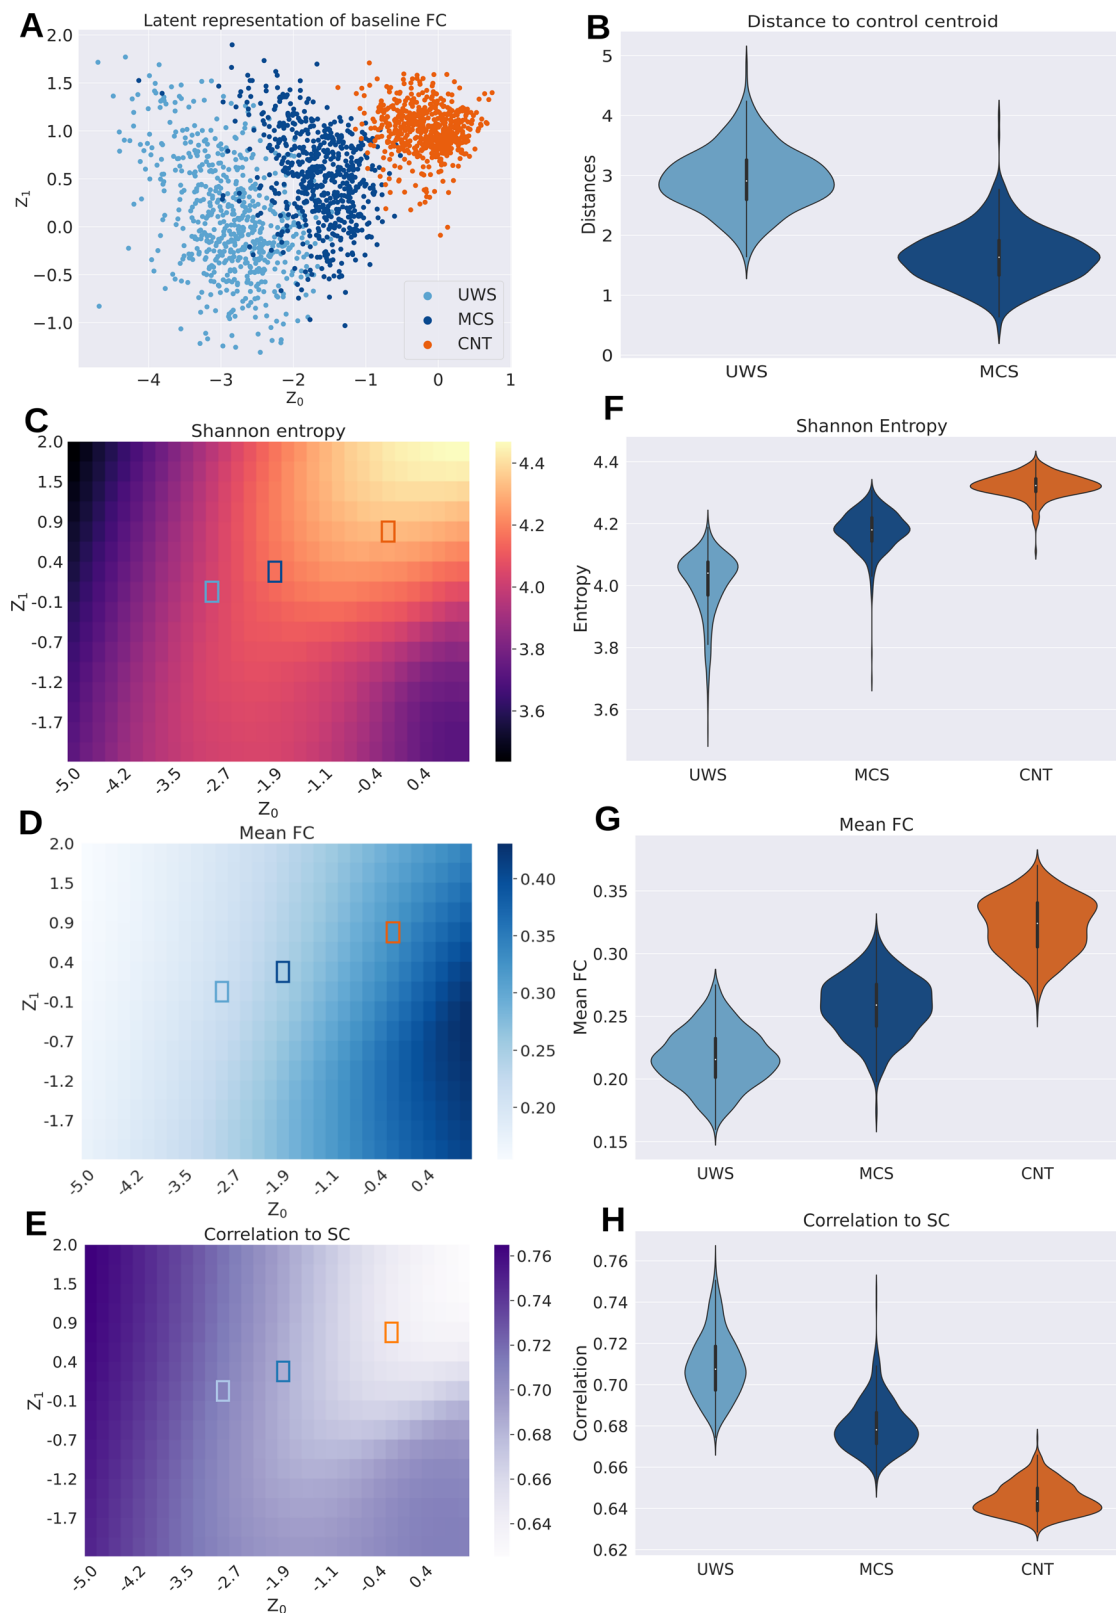 A
Latent representation of baseline FC
2.0
1.5
1.0
0.5
0.0
−0.5
−1.0
Z1
−4
−3
−2
−1
0
1
Z0
UWS
MCS
CNT
B
Distance to control centroid
5
4
3
2
1
0
Distances
UWS
MCS
C
Shannon entropy
2.0
1.5
0.9
0.4
-0.1
-0.7
-1.2
-1.7
Z1
-5.0
-4.2
-3.5
-2.7
-1.9
-1.1
-0.4
0.4
Z0
4.4
4.2
4.0
3.8
3.6
F
Shannon Entropy
4.4
4.2
4.0
3.8
3.6
Entropy
UWS
MCS
CNT
D
Mean FC
2.0
1.5
0.9
0.4
-0.1
-0.7
-1.2
-1.7
Z1
-5.0
-4.2
-3.5
-2.7
-1.9
-1.1
-0.4
0.4
Z0
0.40
0.35
0.30
0.25
0.20
G
Mean FC
0.35
0.30
0.25
0.20
0.15
Mean FC
UWS
MCS
CNT
E
Correlation to SC
2.0
1.5
0.9
0.4
-0.1
-0.7
-1.2
-1.7
Z1
-5.0
-4.2
-3.5
-2.7
-1.9
-1.1
-0.4
0.4
Z0
0.76
0.74
0.72
0.70
0.68
0.66
0.64
H
Correlation to SC
0.76
0.74
0.72
0.70
0.68
0.66
0.64
0.62
Correlation
UWS
MCS
CNT